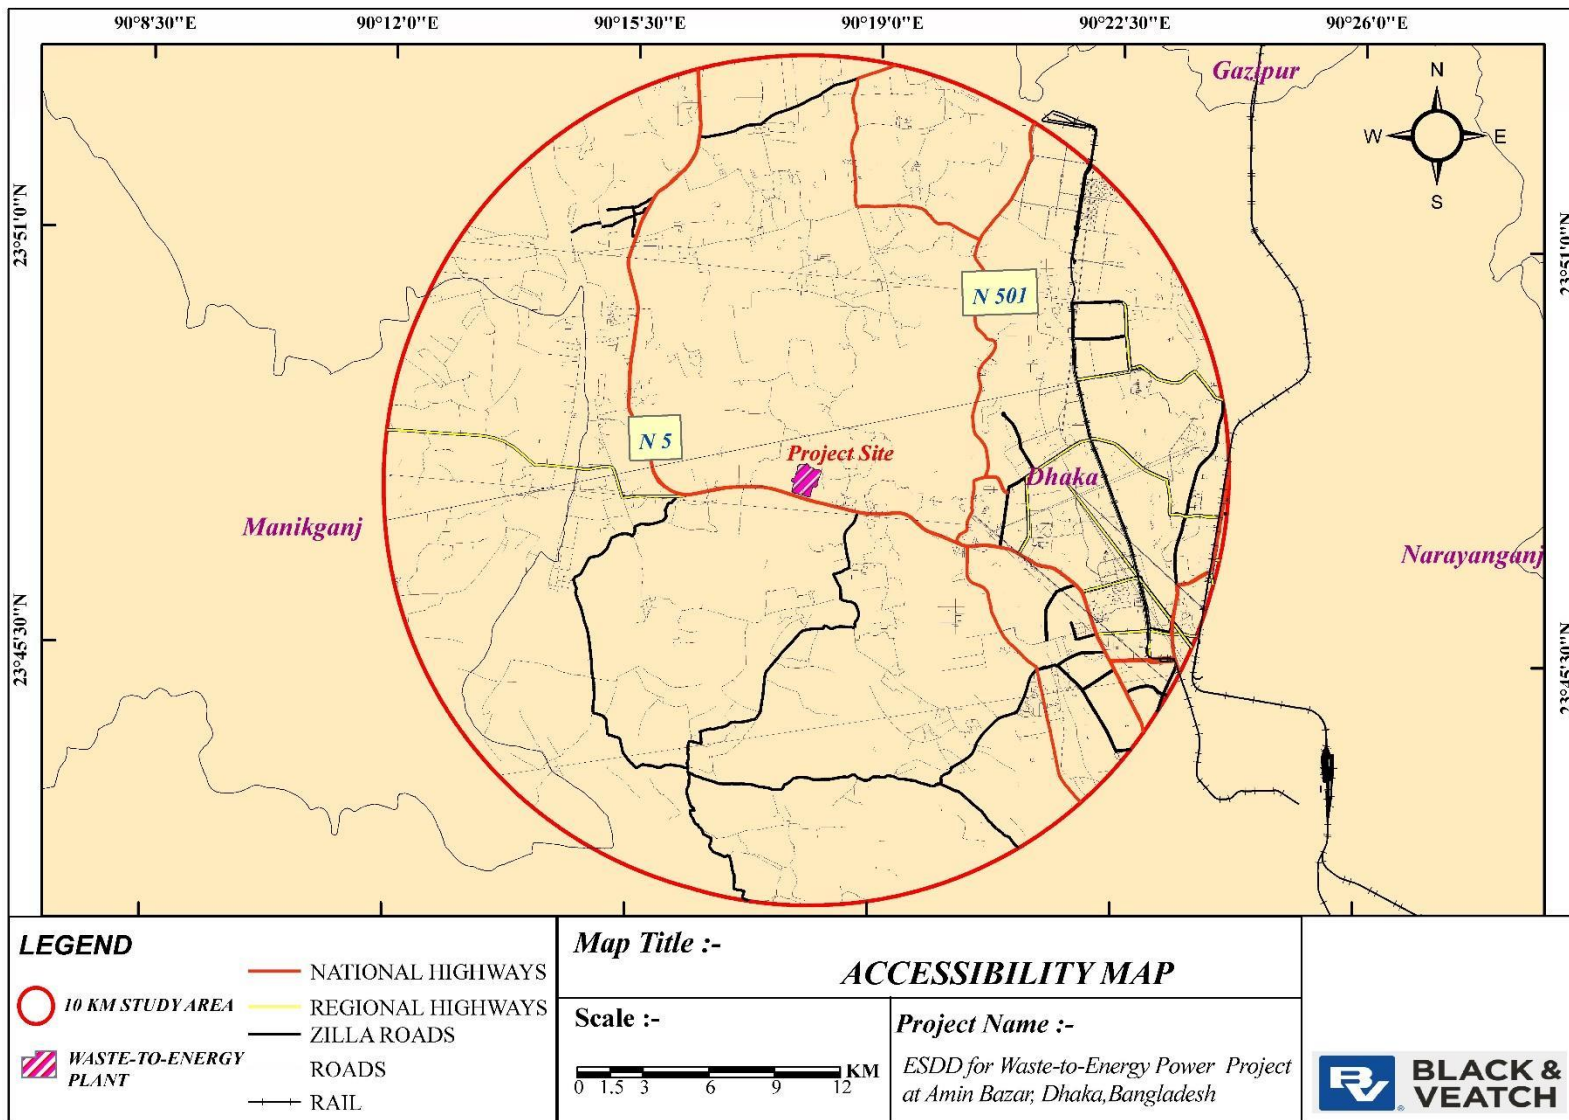 90°8'30"E 90°12'0"E 90°15'30"E 90°19'0"E 90°22'30"E 90°26'0"E
Gazipur
N
W E
S
23°51'0"N
23°51'0"N
N 501
N 5
Project Site
Dhaka
Manikganj
Narayanganj
23°45'30"N
23°45'30"N
LEGEND
10 KM STUDY AREA
WASTE-TO-ENERGY
PLANT
NATIONAL HIGHWAYS
REGIONAL HIGHWAYS
ZILLA ROADS
ROADS
RAIL
Map Title :-
ACCESSIBILITY MAP
Scale :-
KM
0 1.5 3 6 9 12
Project Name :-
ESDD for Waste-to-Energy Power Project
at Amin Bazar, Dhaka,Bangladesh
BV®
BLACK &
VEATCH